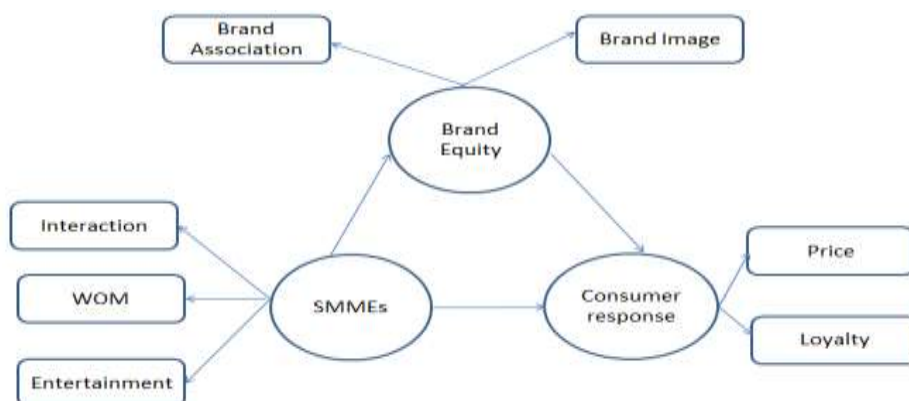 Brand
Association
Brand Image
Brand
Equity
Interaction
WOM
Entertainment
SMMEs
Consumer
response
Price
Loyalty